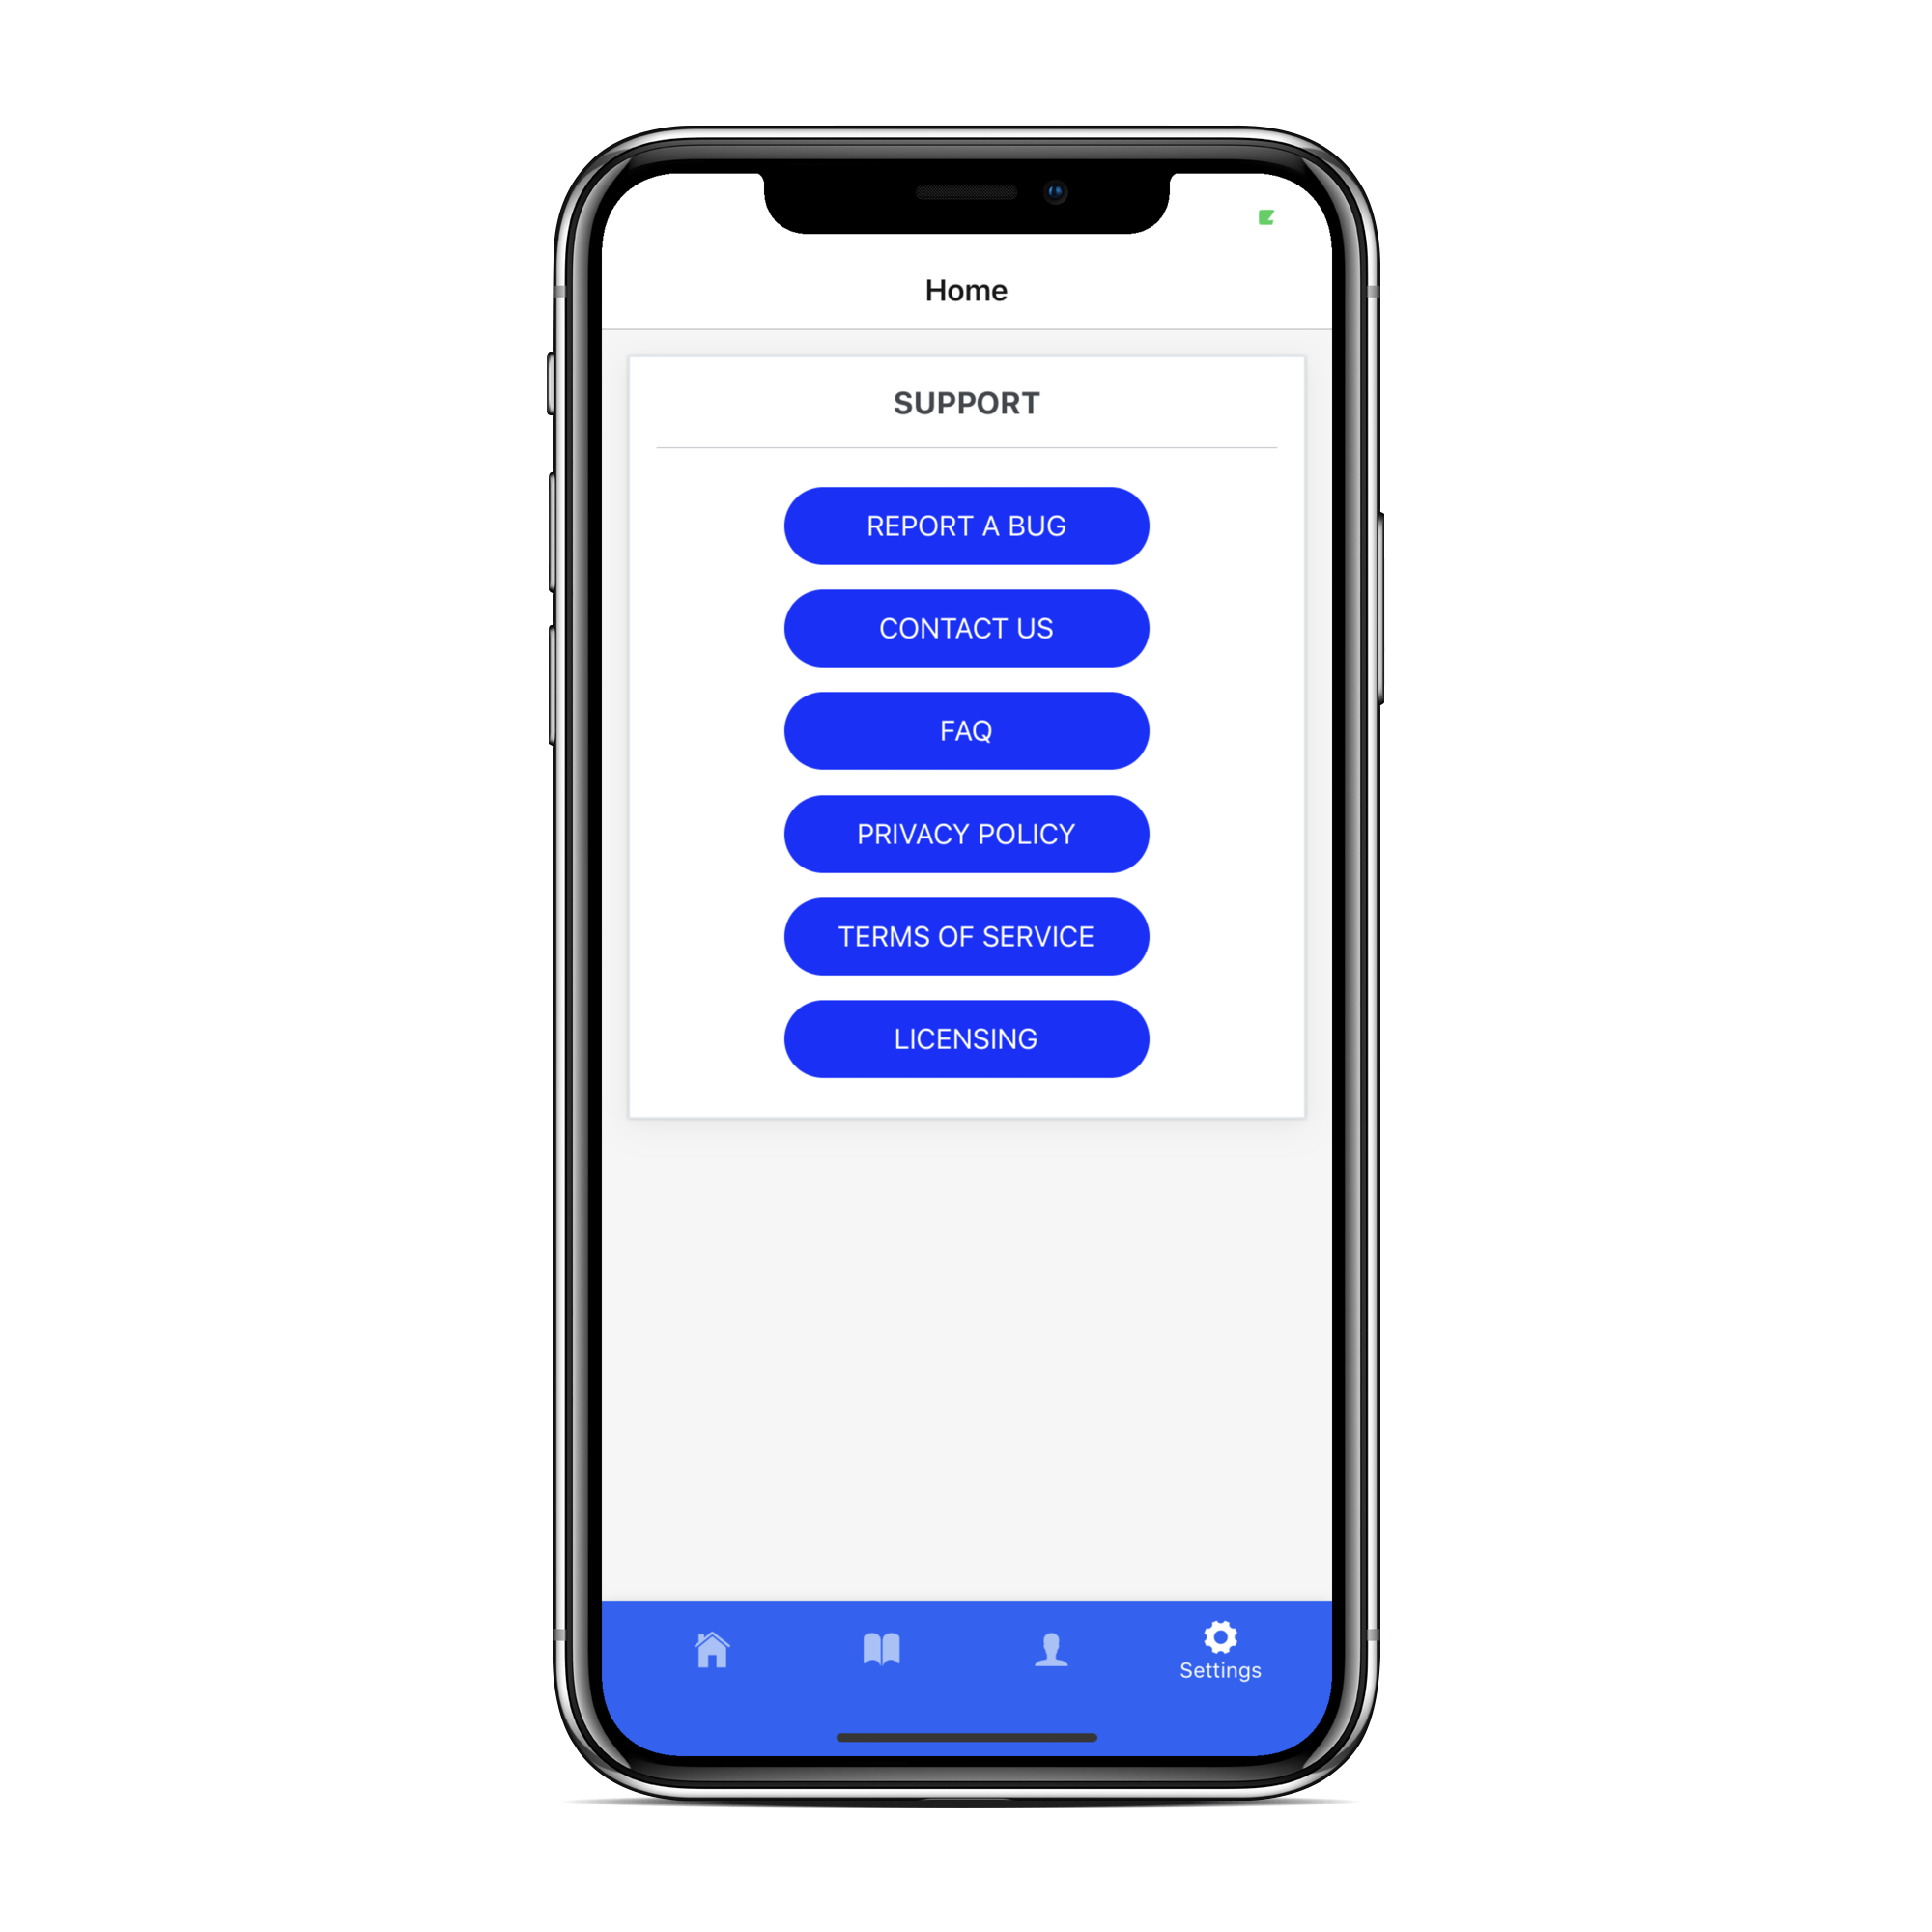 Home
SUPPORT
REPORT A BUG
CONTACT US
FAQ
PRIVACY POLICY
TERMS OF SERVICE
LICENSING
Settings